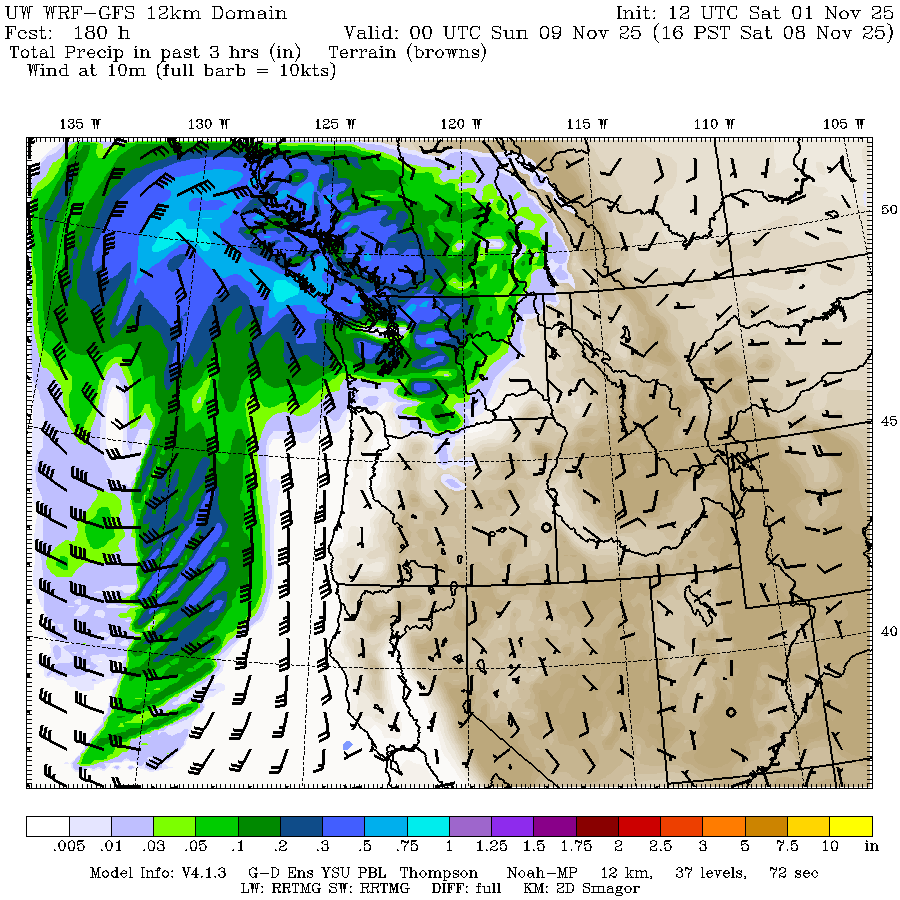 UW WRF-GFS 12km Domain Init: 12 UTC Sat 01 Nov 25
Fcst: 180 h Valid: 00 UTC Sun 09 Nov 25 (16 PST Sat 08 Nov 25)
Total Precip in past 3 hrs (in) Terrain (browns)
Wind at 10m (full barb = 10kts)
135 W 130 W 125 W 120 W 115 W 110 W 105 W
50
45
40
.005 .01 .03 .05 .1 .2 .3 .5 .75 1 1.25 1.5 1.75 2 2.5 3 5 7.5 10 in
Model Info: V4.1.3 G-D Ens YSU PBL Thompson Noah-MP 12 km, 37 levels, 72 sec
LW: RRTMG SW: RRTMG DIFF: full KM: 2D Smagor